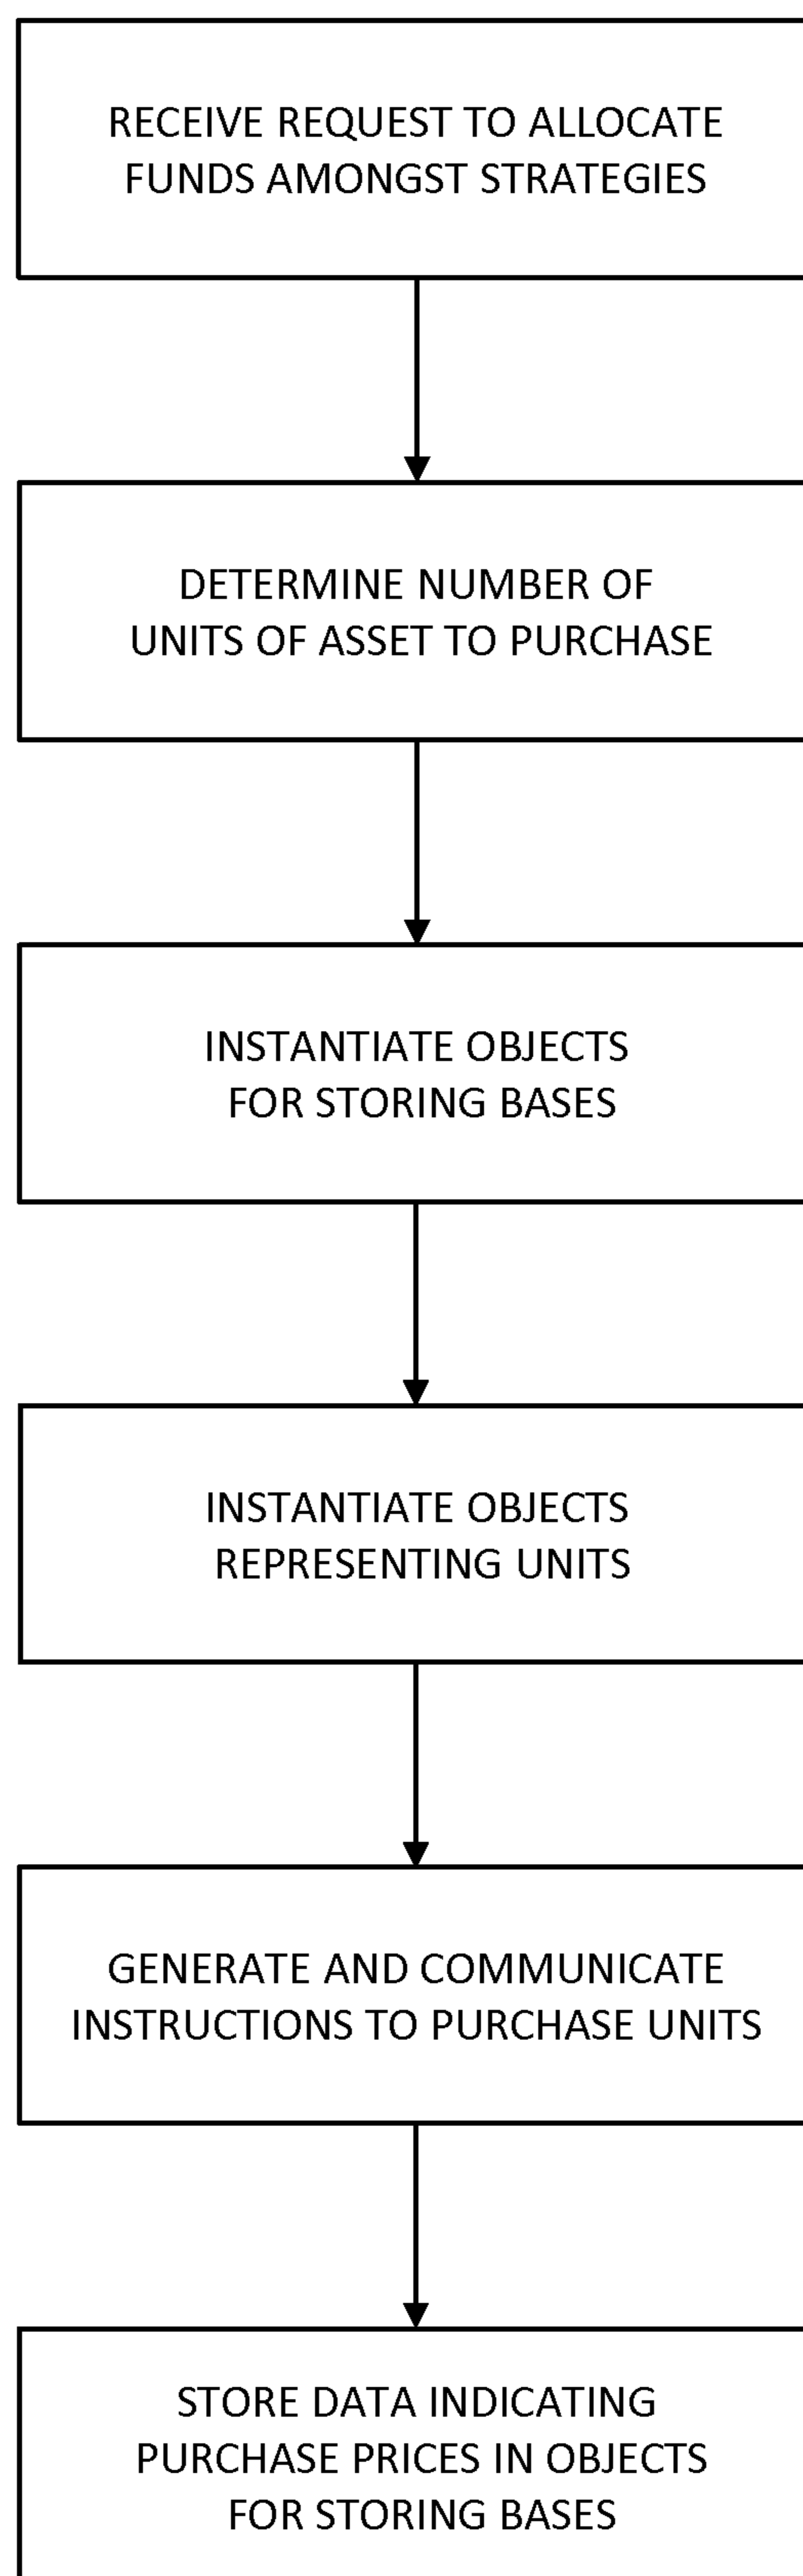 RECEIVE REQUEST TO ALLOCATE
FUNDS AMONGST STRATEGIES
DETERMINE NUMBER OF
UNITS OF ASSET TO PURCHASE
INSTANTIATE OBJECTS
FOR STORING BASES
INSTANTIATE OBJECTS
REPRESENTING UNITS
GENERATE AND COMMUNICATE
INSTRUCTIONS TO PURCHASE UNITS
STORE DATA INDICATING
PURCHASE PRICES IN OBJECTS
FOR STORING BASES